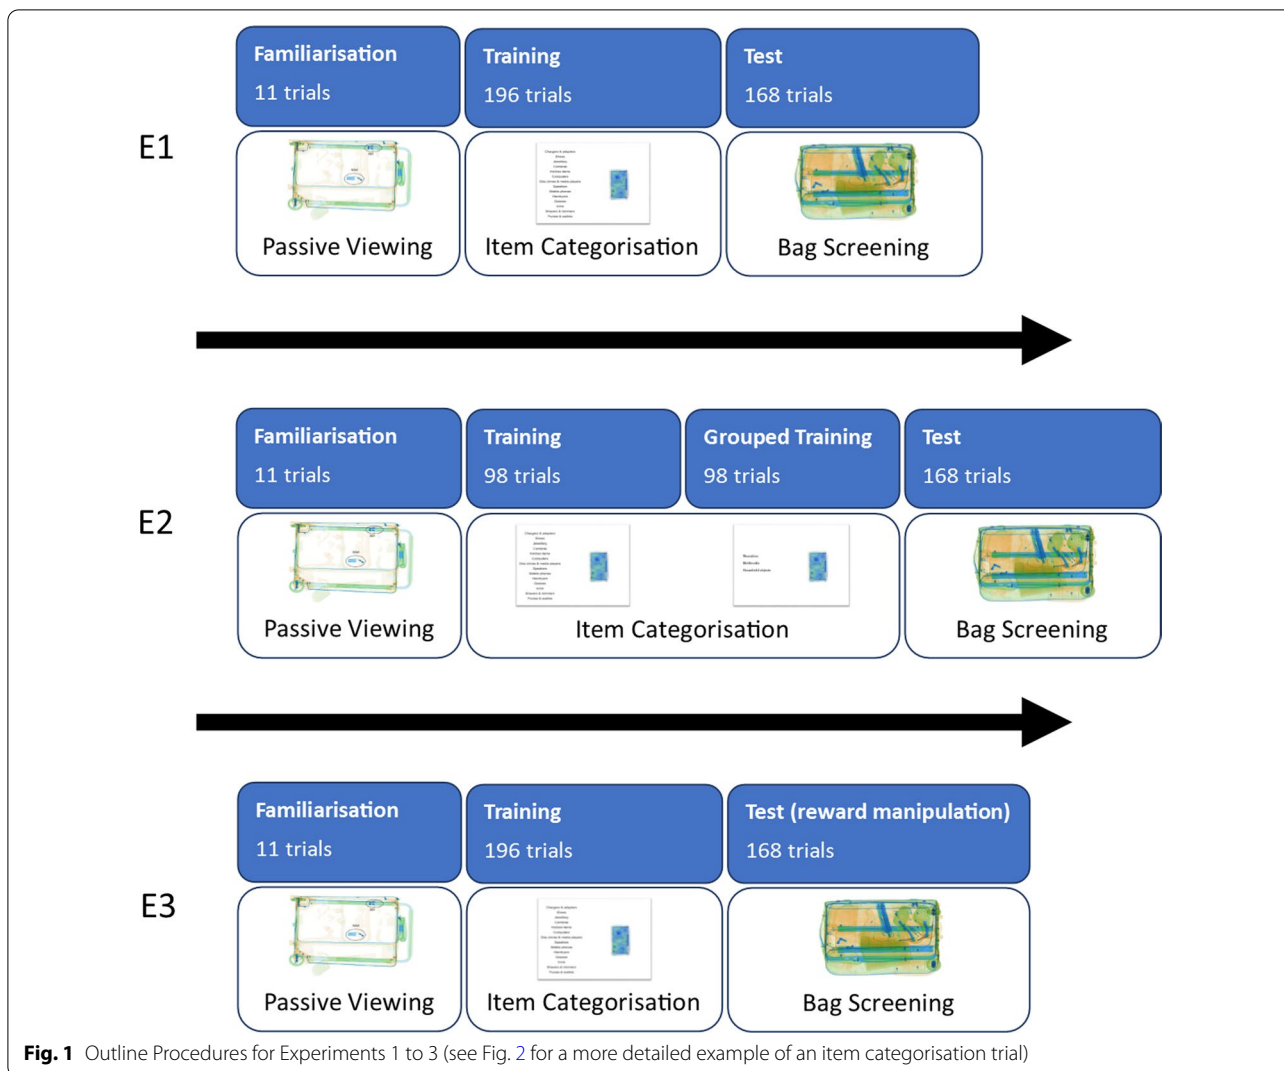 Familiarisation
11 trials
Training
196 trials
Test
168 trials
E1
Passive Viewing
Item Categorisation
Bag Screening
Familiarisation
11 trials
Training
98 trials
Grouped Training
98 trials
Test
168 trials
E2
Passive Viewing
Item Categorisation
Bag Screening
Familiarisation
11 trials
Training
196 trials
Test (reward manipulation)
168 trials
E3
Passive Viewing
Item Categorisation
Bag Screening
Fig. 1 Outline Procedures for Experiments 1 to 3 (see Fig. 2 for a more detailed example of an item categorisation trial)